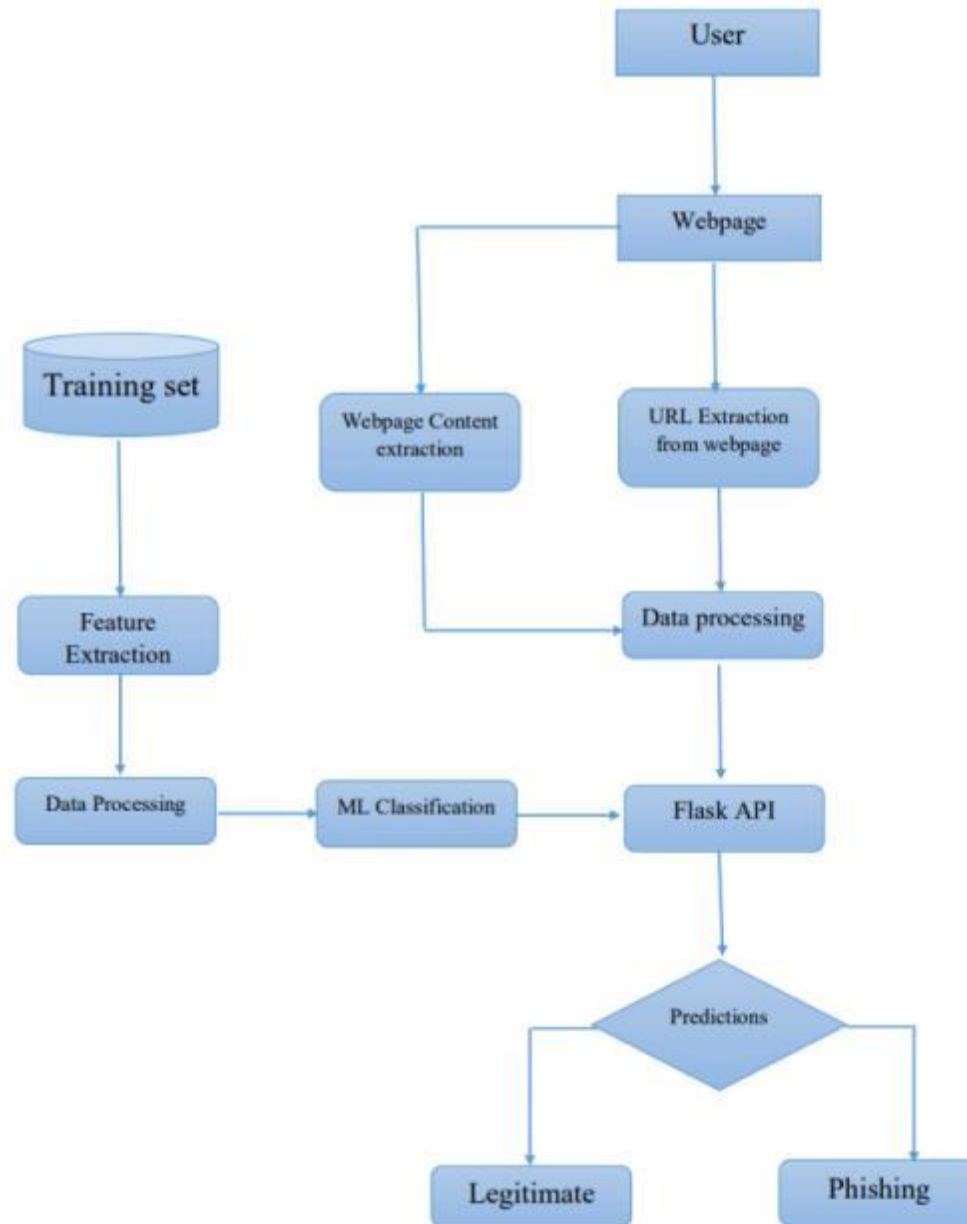 User
Webpage
Training set
Webpage Content
extraction
URL Extraction
from webpage
Feature
Extraction
Data processing
Data Processing
ML Classification
Flask API
Predictions
Legitimate
Phishing